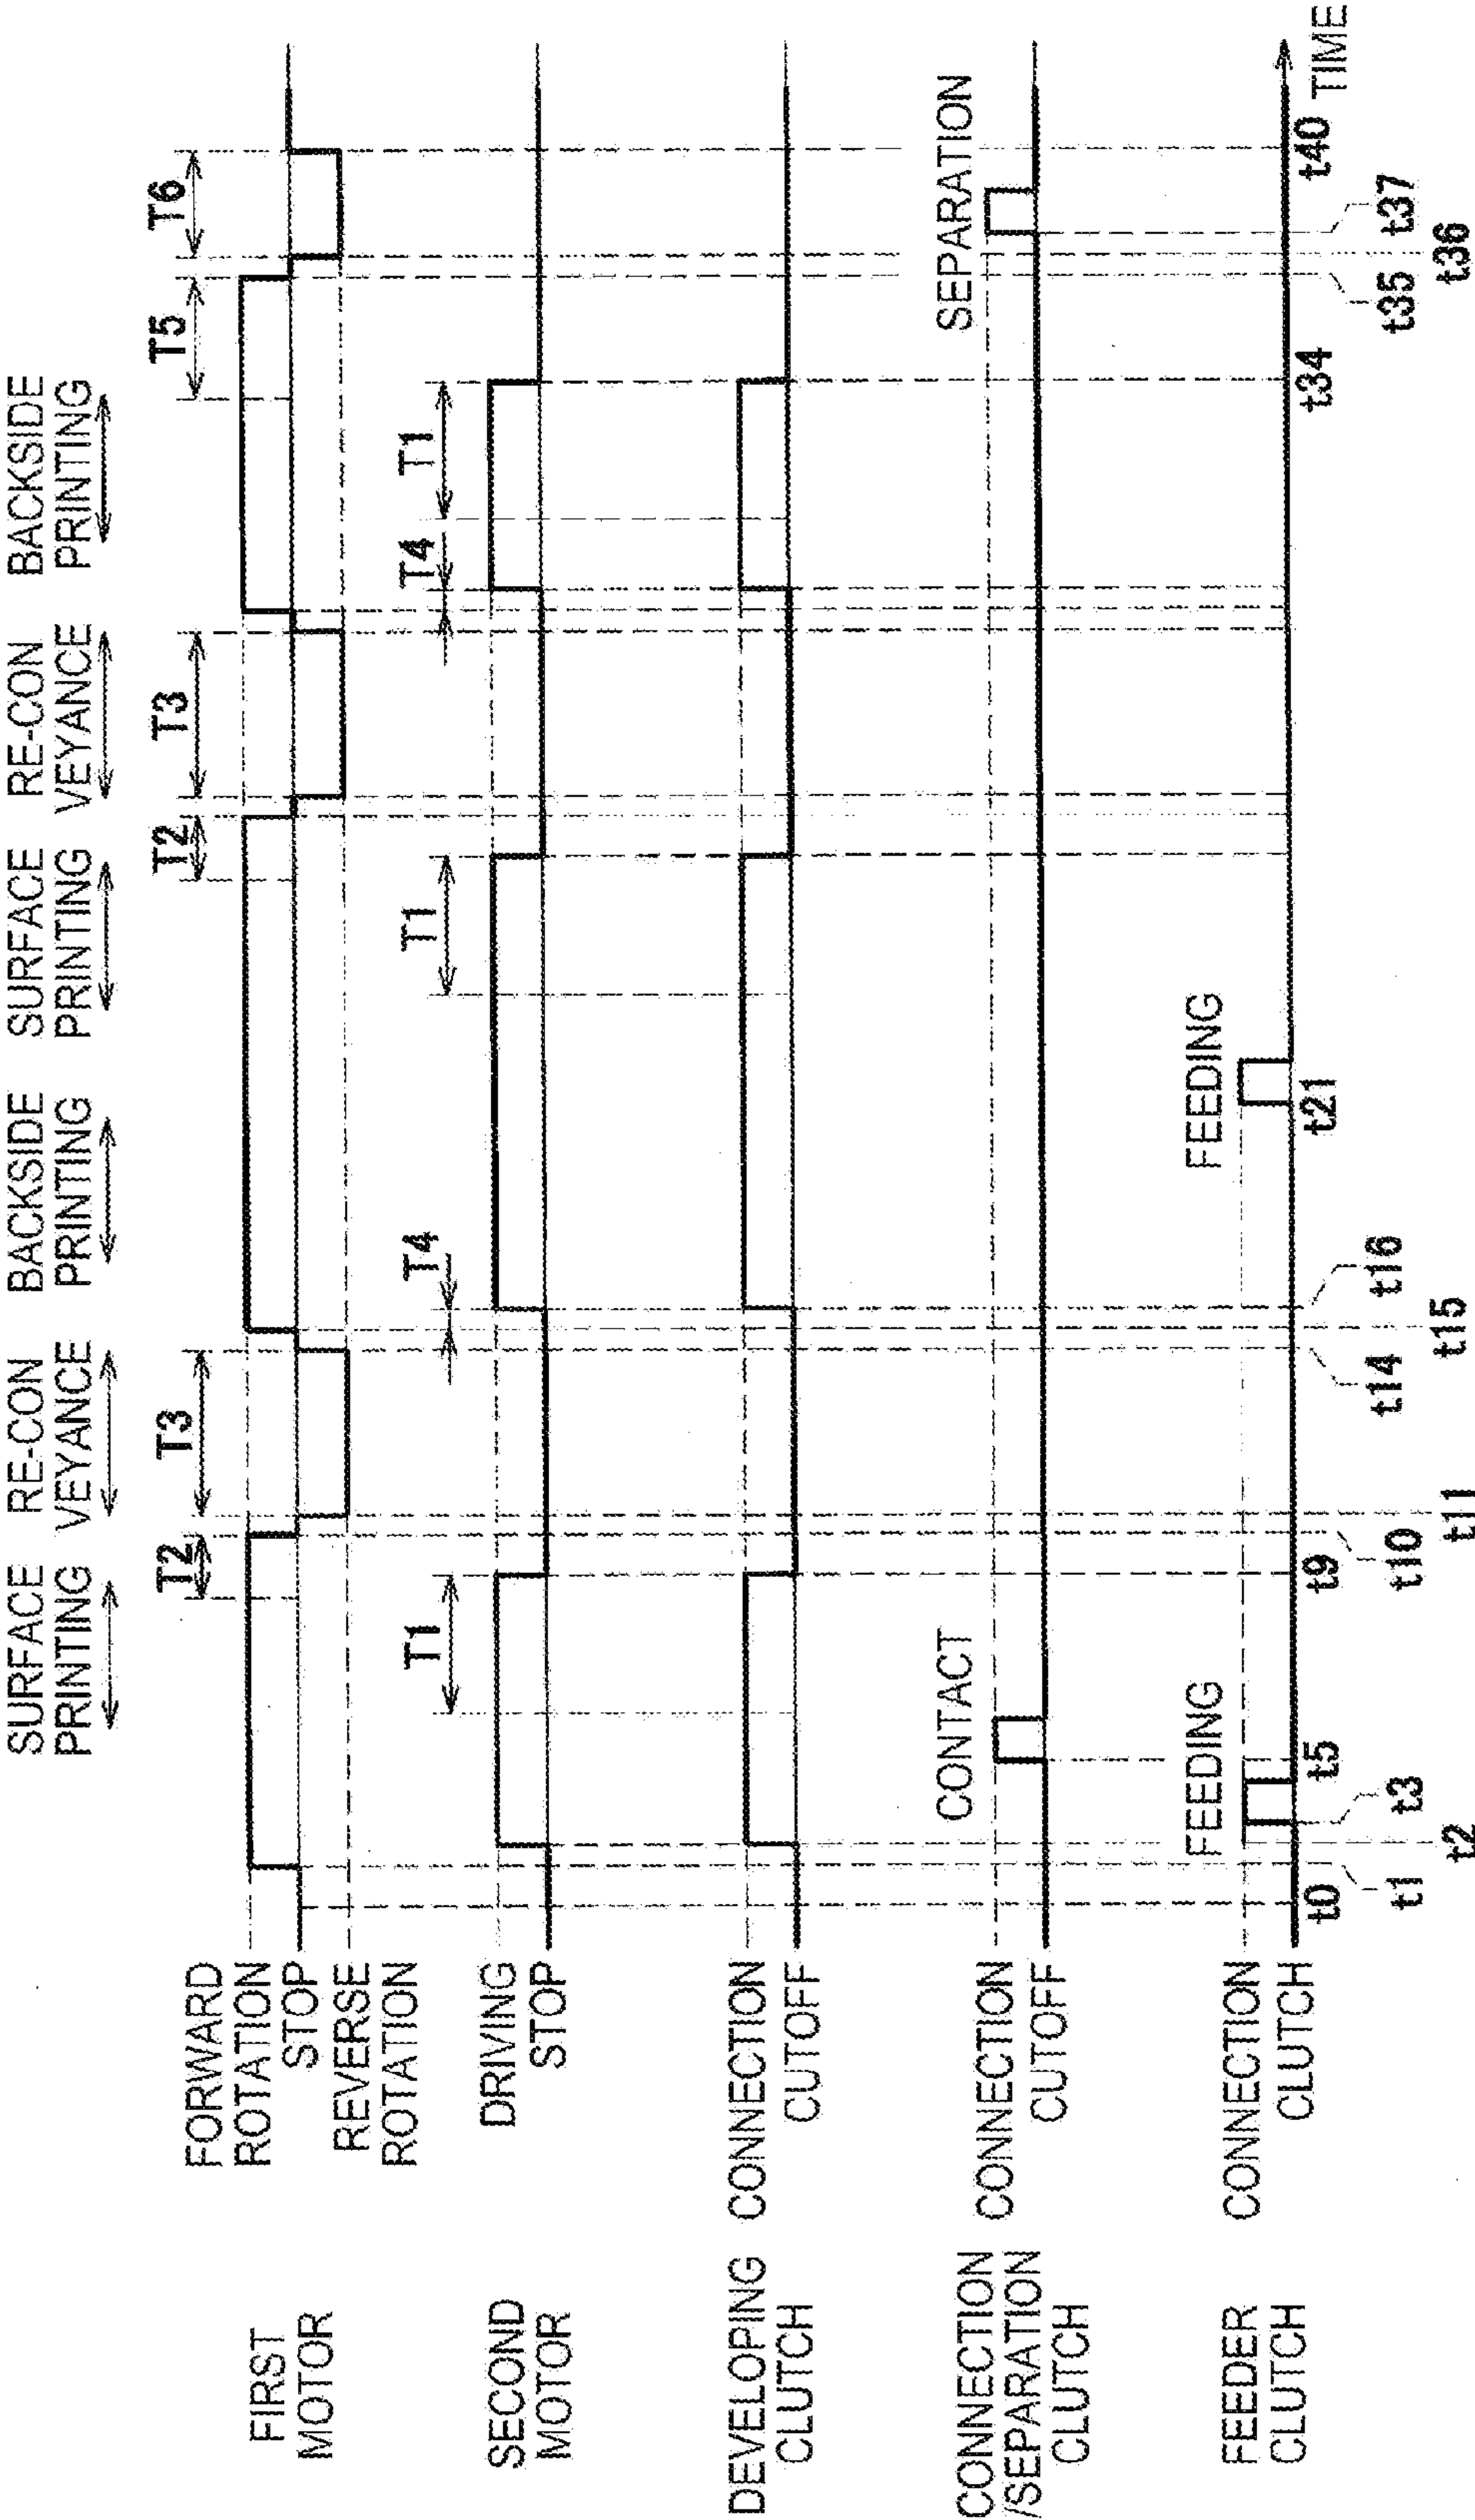 SURFACE
PRINTING
RE-CON
VEYANCE
BACKSIDE
PRINTING
SURFACE
PRINTING
RE-CON
VEYANCE
BACKSIDE
PRINTING
FIRST
MOTOR
FORWARD
ROTATION
STOP
REVERSE
ROTATION
T2
T3
T2
T3
T5
T6
SECOND
MOTOR
DRIVING
STOP
T1
T4
T1
T4
T1
DEVELOPING
CLUTCH
CONNECTION
CUTOFF
CONNECTION
/SEPARATION
CLUTCH
CONNECTION
CUTOFF
CONTACT
SEPARATION
FEEDER
CLUTCH
CONNECTION
CLUTCH
FEEDING
FEEDING
t0
t5
t9
t21
t34
t40
TIME
t1
t3
t10
t14
t16
t35
t37
t2
t11
t15
t36